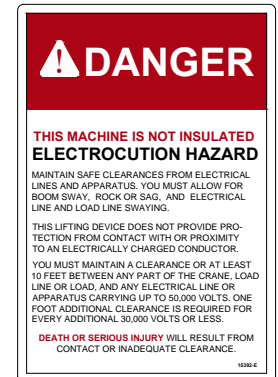 DANGER
THIS MACHINE IS NOT INSULATED
ELECTROCUTION HAZARD
MAINTAIN SAFE CLEARANCES FROM ELECTRICAL
LINES AND APPARATUS. YOU MUST ALLOW FOR
BOOM SWAY, ROCK OR SAG, AND ELECTRICAL
LINE AND LOAD LINE SWAYING.
THIS LIFTING DEVICE DOES NOT PROVIDE PRO-
TECTION FROM CONTACT WITH OR PROXIMITY
TO AN ELECTRICALLY CHARGED CONDUCTOR.
YOU MUST MAINTAIN A CLEARANCE OR AT LEAST
10 FEET BETWEEN ANY PART OF THE CRANE, LOAD
LINE OR LOAD, AND ANY ELECTRICAL LINE OR
APPARATUS CARRYING UP TO 50,000 VOLTS. ONE
FOOT ADDITIONAL CLEARANCE IS REQUIRED FOR
EVERY ADDITIONAL 30,000 VOLTS OR LESS.
DEATH OR SERIOUS INJURY WILL RESULT FROM
CONTACT OR INADEQUATE CLEARANCE.
15392-E